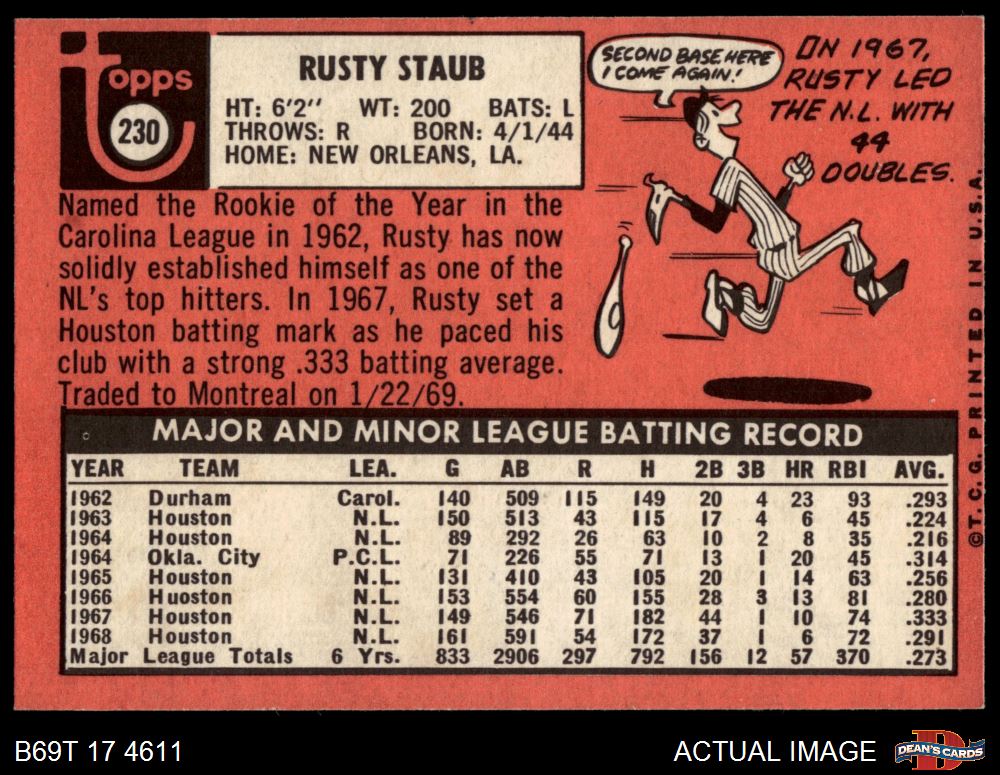 Topps
230
RUSTY STAUB
HT: 6'2" WT: 200 BATS: L
THROWS: R BORN: 4/1/44
HOME: NEW ORLEANS, LA.
SECOND BASE HERE
I COME AGAIN!
IN 1967,
RUSTY LED
THE N.L. WITH
44
DOUBLES.
Named the Rookie of the Year in the
Carolina League in 1962, Rusty has now
solidly established himself as one of the
NL's top hitters. In 1967, Rusty set a
Houston batting mark as he paced his
club with a strong .333 batting average.
Traded to Montreal on 1/22/69.
MAJOR AND MINOR LEAGUE BATTING RECORD
YEAR TEAM LEA. G AB R H 2B 3B HR RBI AVG.
1962 Durham Carol. 140 509 115 149 20 4 23 93 .293
1963 Houston N.L. 150 513 43 115 17 4 6 45 .224
1964 Houston N.L. 89 292 26 63 10 2 8 35 .216
1964 Okla. City P.C.L. 71 226 55 71 13 1 20 45 .314
1965 Houston N.L. 131 410 43 105 20 1 14 63 .256
1966 Huoston N.L. 153 554 60 155 28 3 13 81 .280
1967 Houston N.L. 149 546 71 182 44 1 10 74 .333
1968 Houston N.L. 161 591 54 172 37 1 6 72 .291
Major League Totals 6 Yrs. 833 2906 297 792 156 12 57 370 .273
©T.C.G. PRINTED IN U.S.A.
B69T 17 4611
ACTUAL IMAGE
D
DEAN'S CARDS